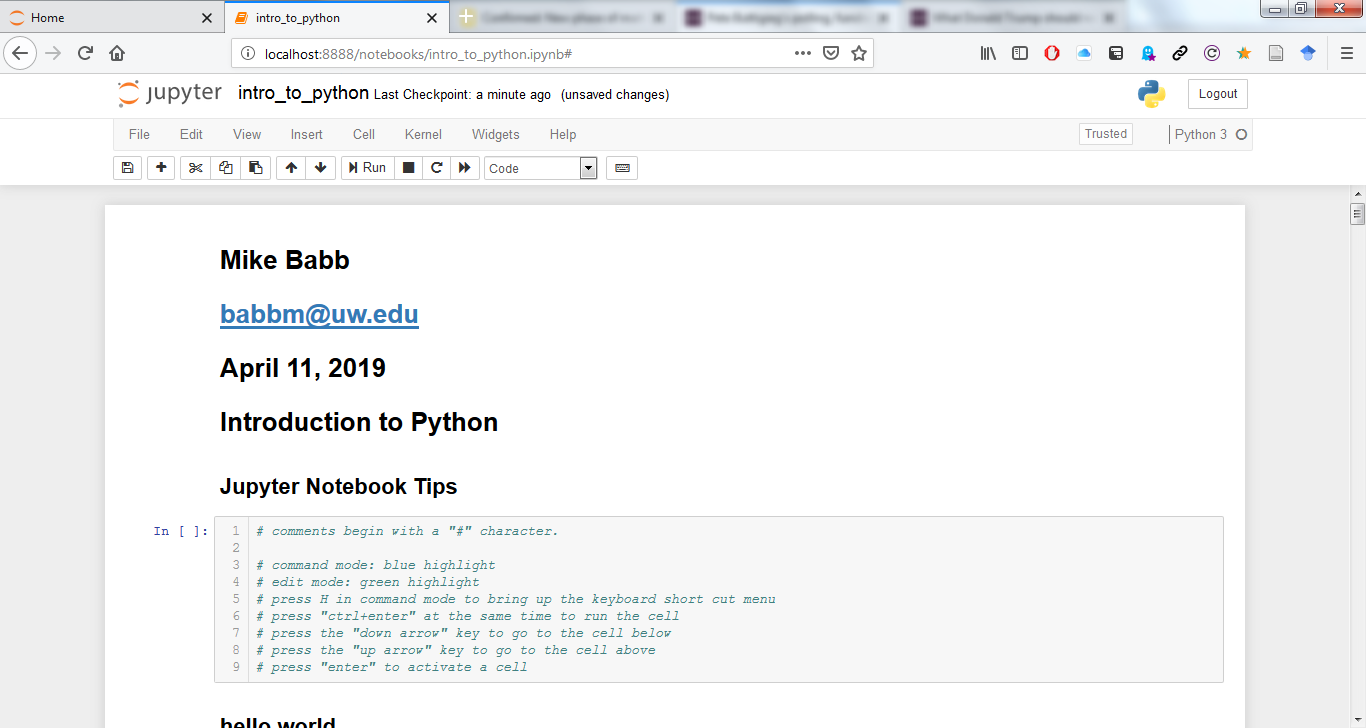 Home
intro_to_python
localhost:8888/notebooks/intro_to_python.ipynb#
jupyter intro_to_python Last Checkpoint: a minute ago (unsaved changes)
Logout
File Edit View Insert Cell Kernel Widgets Help
Trusted
Python 3
Run
Code
Mike Babb
babbm@uw.edu
April 11, 2019
Introduction to Python
Jupyter Notebook Tips
In [ ]:
1 # comments begin with a "#" character.
2
3 # command mode: blue highlight
4 # edit mode: green highlight
5 # press H in command mode to bring up the keyboard short cut menu
6 # press "ctrl+enter" at the same time to run the cell
7 # press the "down arrow" key to go to the cell below
8 # press the "up arrow" key to go to the cell above
9 # press "enter" to activate a cell
hello world